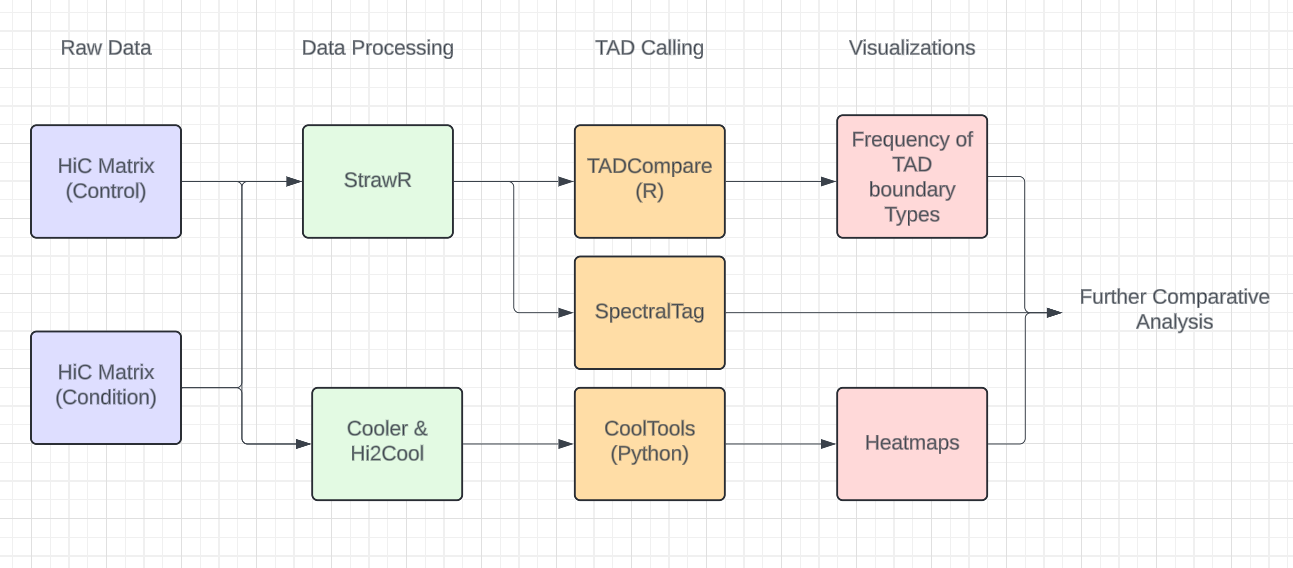 Raw Data
Data Processing
TAD Calling
Visualizations
HiC Matrix
(Control)
StrawR
TADCompare
(R)
Frequency of
TAD
boundary
Types
SpectralTag
Further Comparative
Analysis
HiC Matrix
(Condition)
Cooler &
Hi2Cool
CoolTools
(Python)
Heatmaps